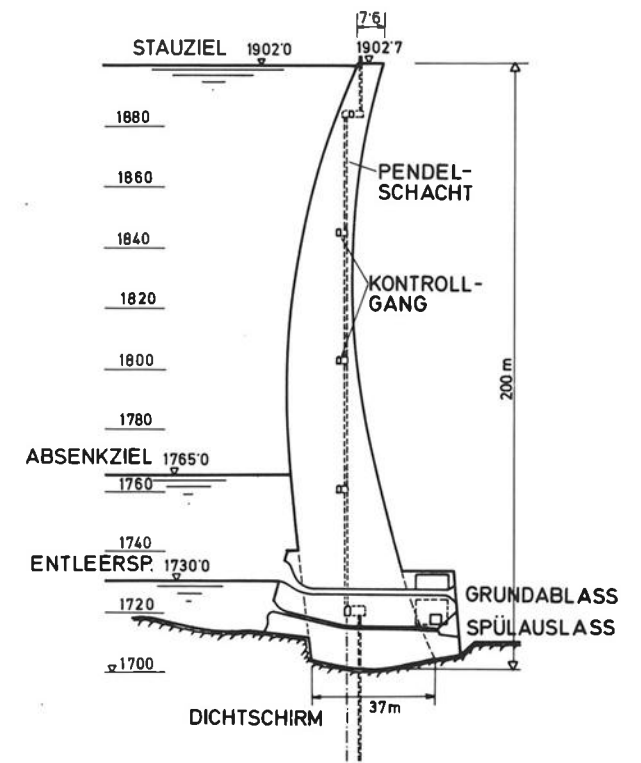 7·6
STAUZIEL 1902·0 1902·7
1880
PENDEL-
SCHACHT
1860
1840
KONTROLL-
GANG
1820
1800
200 m
1780
ABSENKZIEL 1765·0
1760
1740
ENTLEERSP. 1730·0
GRUNDABLASS
1720
SPÜLAUSLASS
1700
37m
DICHTSCHIRM